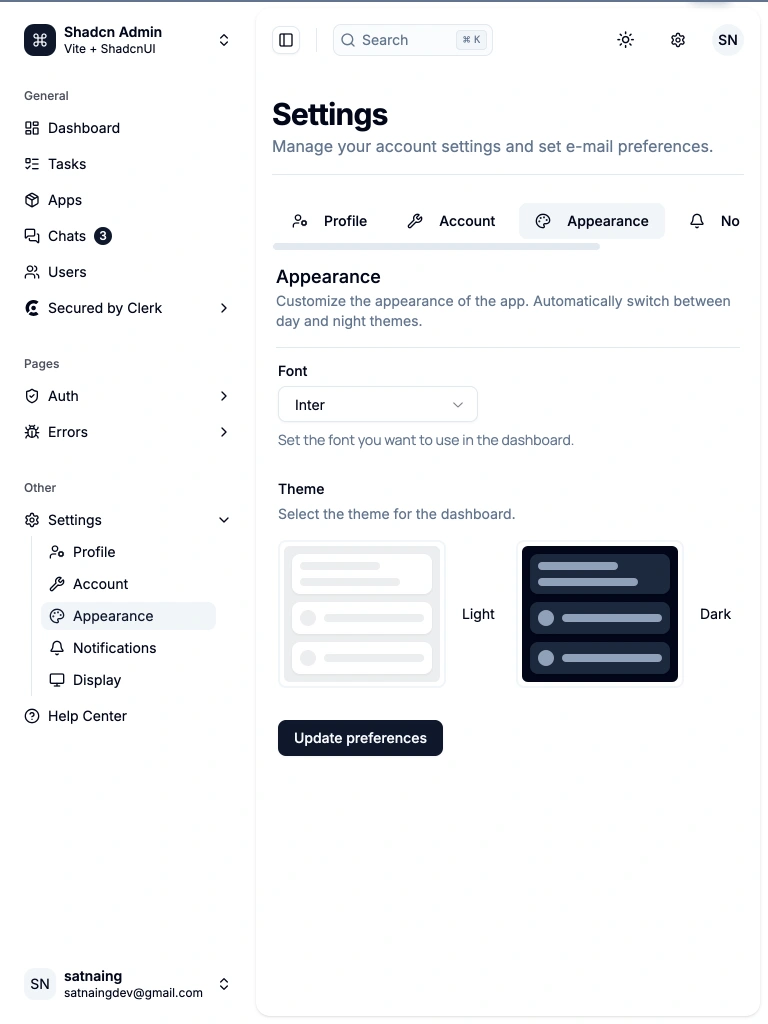 Shadcn Admin
Vite + ShadcnUI
General
Dashboard
Tasks
Apps
Chats 3
Users
Secured by Clerk
Pages
Auth
Errors
Other
Settings
Profile
Account
Appearance
Notifications
Display
Help Center
SN
satnaing
satnaingdev@gmail.com
Search ⌘ K
SN
Settings
Manage your account settings and set e-mail preferences.
Profile Account Appearance No
Appearance
Customize the appearance of the app. Automatically switch between
day and night themes.
Font
Inter
Set the font you want to use in the dashboard.
Theme
Select the theme for the dashboard.
Light
Dark
Update preferences